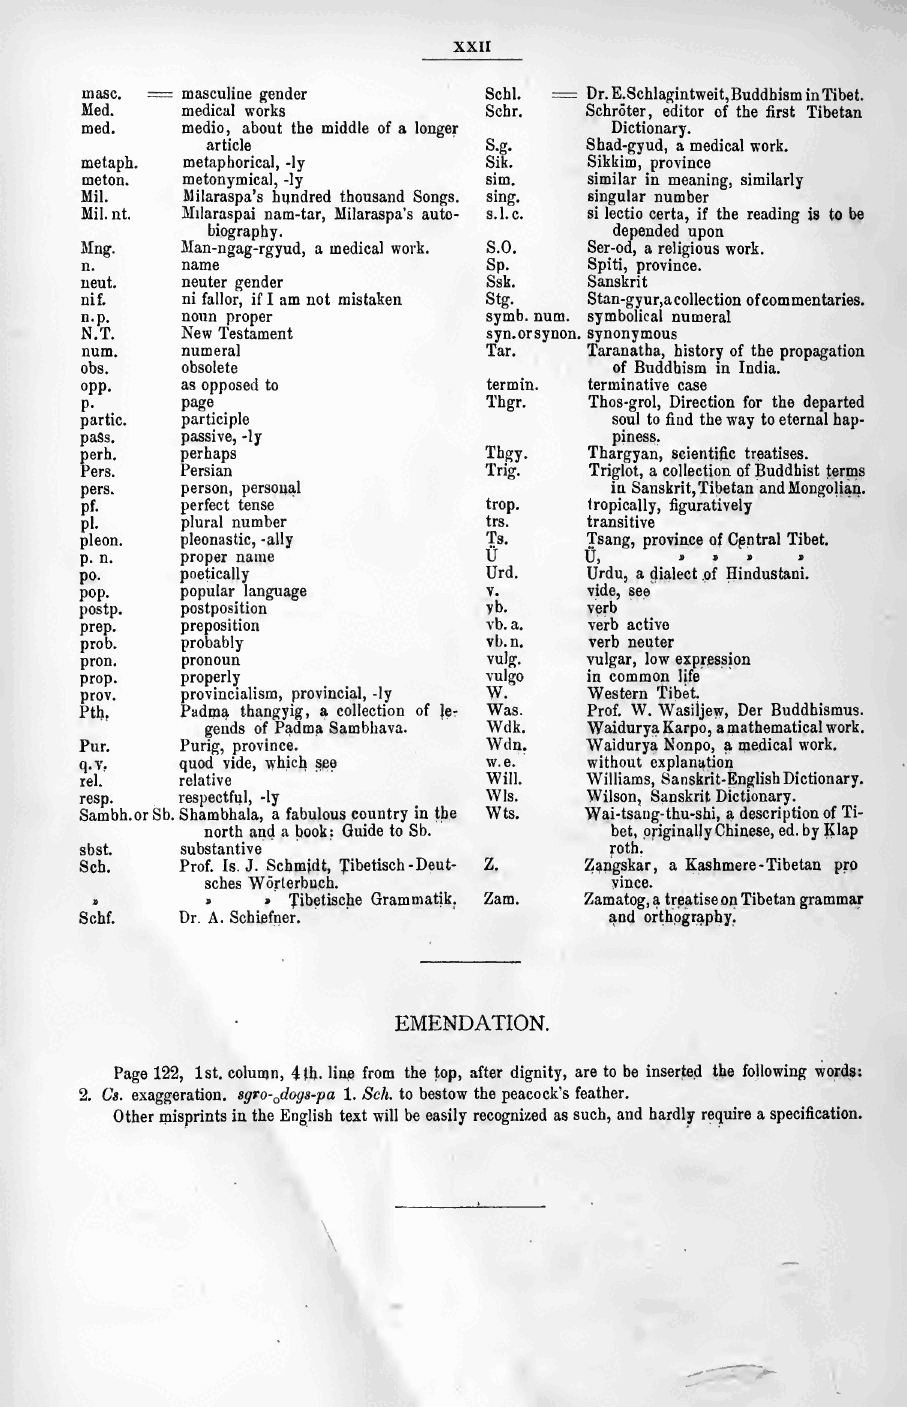 XXII
masc. = masculine gender
Med. medical works
med. medio, about the middle of a longer
article
metaph. metaphorical, -ly
meton. metonymical, -ly
Mil. Milaraspa's hundred thousand Songs.
Mil. nt. Milaraspai nam-tar, Milaraspa's auto-
biography.
Mng. Man-ngag-rgyud, a medical work.
n. name
neut. neuter gender
nif. ni fallor, if I am not mistaken
n.p. noun proper
N.T. New Testament
num. numeral
obs. obsolete
opp. as opposed to
p. page
partic. participle
pass. passive, -ly
perh. perhaps
Pers. Persian
pers. person, personal
pf. perfect tense
pl. plural number
pleon. pleonastic, -ally
p. n. proper name
po. poetically
pop. popular language
postp. postposition
prep. preposition
prob. probably
pron. pronoun
prop. properly
prov. provincialism, provincial, -ly
Pth. Padma thangyig, a collection of le-
gends of Padma Sambhava.
Pur. Purig, province.
q.v. quod vide, which see
rel. relative
resp. respectful, -ly
Sambh. or Sb. Shambhala, a fabulous country in the
north and a book: Guide to Sb.
sbst. substantive
Sch. Prof. Is. J. Schmidt, Tibetisch-Deut-
sches Wörterbuch.
» » » Tibetische Grammatik.
Schf. Dr. A. Schiefner.
Schl. = Dr. E. Schlagintweit, Buddhism in Tibet.
Schr. Schröter, editor of the first Tibetan
Dictionary.
S.g. Shad-gyud, a medical work.
Sik. Sikkim, province
sim. similar in meaning, similarly
sing. singular number
s.l.c. si lectio certa, if the reading is to be
depended upon
S.O. Ser-od, a religious work.
Sp. Spiti, province.
Ssk. Sanskrit
Stg. Stan-gyur, a collection of commentaries.
symb. num. symbolical numeral
syn. or synon. synonymous
Tar. Taranatha, history of the propagation
of Buddhism in India.
termin. terminative case
Thgr. Thos-grol, Direction for the departed
soul to find the way to eternal hap-
piness.
Thgy. Thargyan, scientific treatises.
Trig. Triglot, a collection of Buddhist terms
in Sanskrit, Tibetan and Mongolian.
trop. tropically, figuratively
trs. transitive
Ts. Tsang, province of Central Tibet.
Ü Ü, » » » »
Urd. Urdu, a dialect of Hindustani.
v. vide, see
vb. verb
vb. a. verb active
vb. n. verb neuter
vulg. vulgar, low expression
vulgo in common life
W. Western Tibet.
Was. Prof. W. Wasiljew, Der Buddhismus.
Wdk. Waidurya Karpo, a mathematical work.
Wdn. Waidurya Nonpo, a medical work.
w.e. without explanation
Will. Williams, Sanskrit-English Dictionary.
Wls. Wilson, Sanskrit Dictionary.
Wts. Wai-tsang-thu-shi, a description of Ti-
bet, originally Chinese, ed. by Klap
roth.
Z. Zangskar, a Kashmere-Tibetan pro
vince.
Zam. Zamatog, a treatise on Tibetan grammar
and orthography.
EMENDATION.
Page 122, 1st. column, 4th. line from the top, after dignity, are to be inserted the following words:
2. Cs. exaggeration. sgro-₀dogs-pa 1. Sch. to bestow the peacock's feather.
Other misprints in the English text will be easily recognized as such, and hardly require a specification.